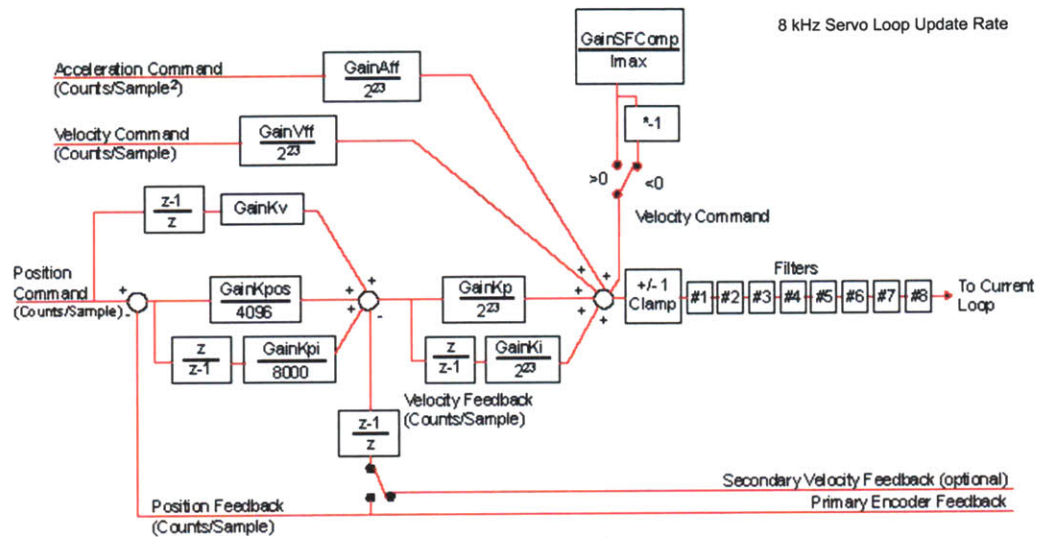 8 kHz Servo Loop Update Rate
GainSFComp
Imax
Acceleration Command
(Counts/Sample²)
GainAff
2²³
*-1
Velocity Command
(Counts/Sample)
GainVff
2²³
>0
<0
Velocity Command
z-1
z
GainKv
Position
Command
(Counts/Sample)
+
-
GainKpos
4096
+
+
+
-
GainKp
2²³
+
+
+
+
+
+/- 1
Clamp
Filters
#1 #2 #3 #4 #5 #6 #7 #8
To Current
Loop
z
z-1
GainKpi
8000
z
z-1
GainKi
2²³
Velocity Feedback
(Counts/Sample)
z-1
z
Secondary Velocity Feedback (optional)
Position Feedback
(Counts/Sample)
Primary Encoder Feedback